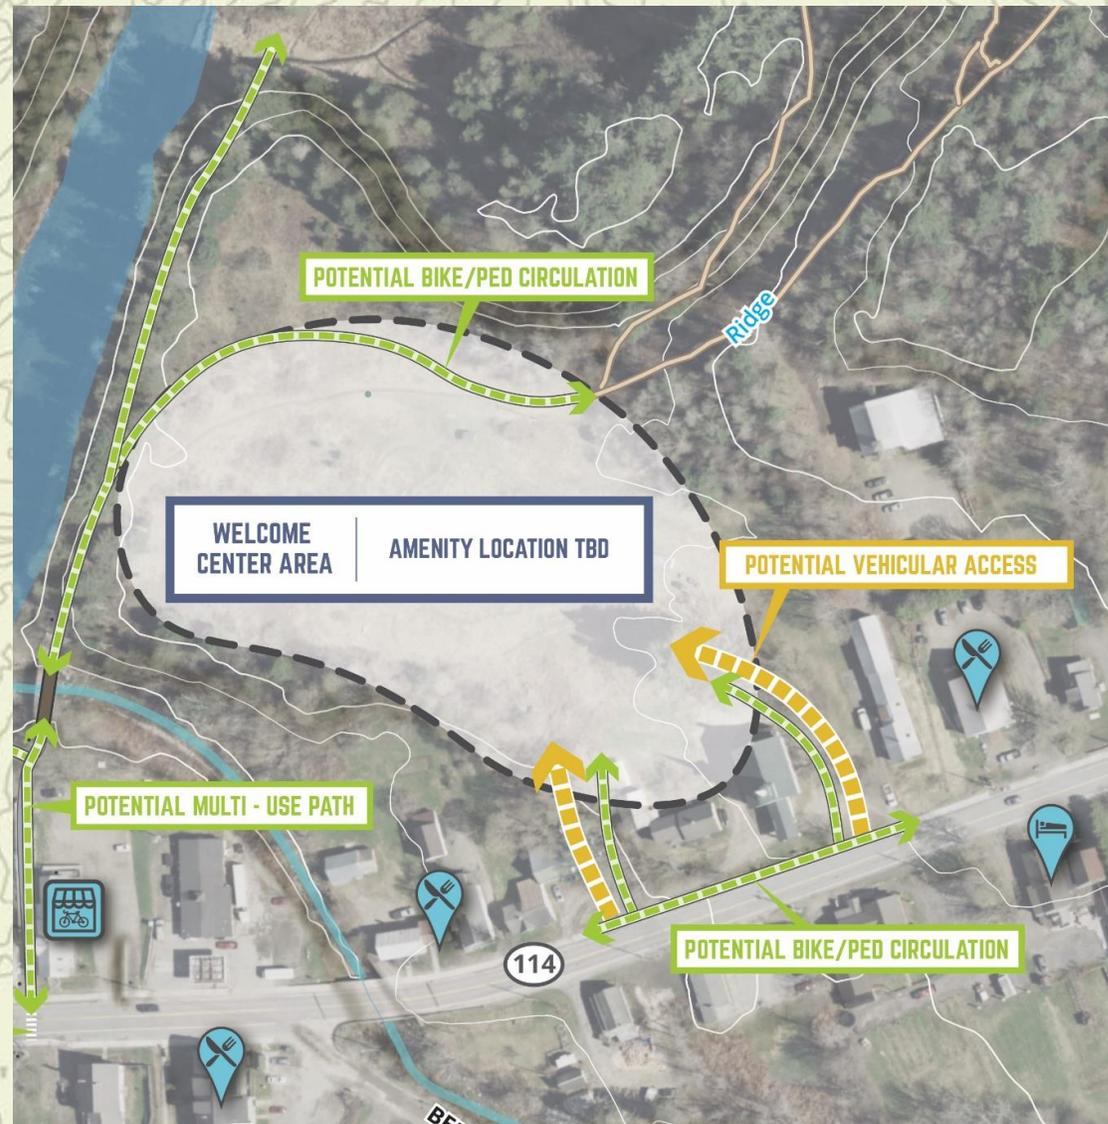 POTENTIAL BIKE/PED CIRCULATION
Ridge
WELCOME
CENTER AREA
AMENITY LOCATION TBD
POTENTIAL VEHICULAR ACCESS
POTENTIAL MULTI - USE PATH
114
POTENTIAL BIKE/PED CIRCULATION